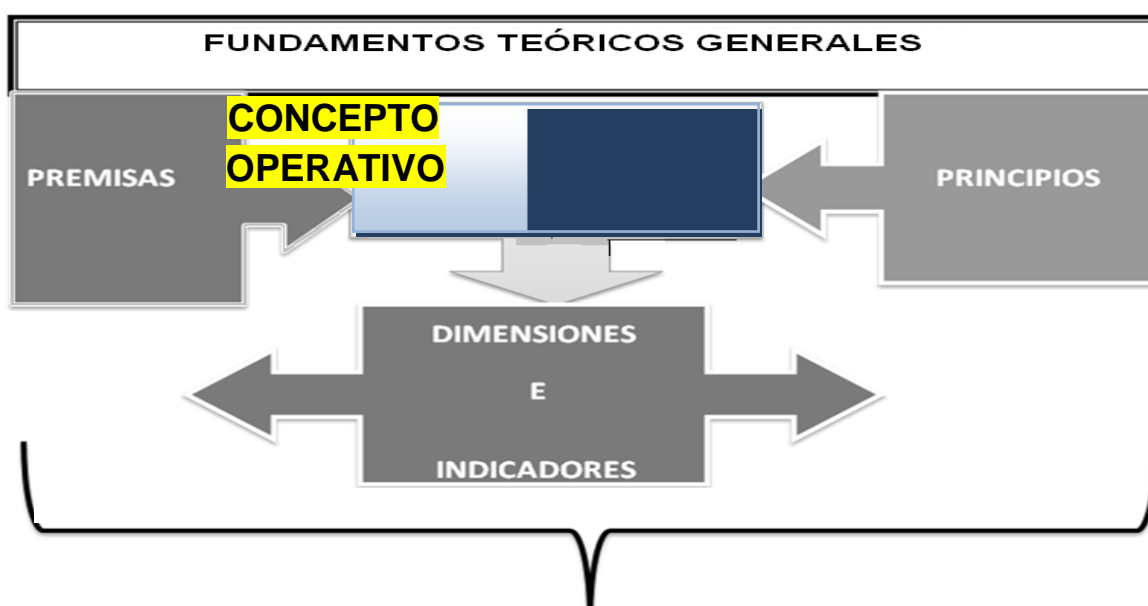 FUNDAMENTOS TEÓRICOS GENERALES
CONCEPTO
OPERATIVO
PREMISAS
PRINCIPIOS
DIMENSIONES
E
INDICADORES